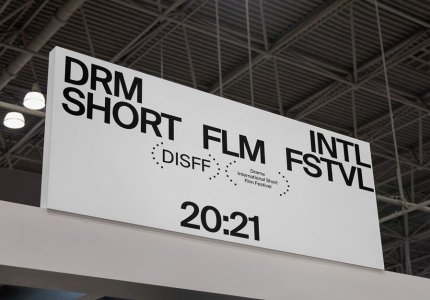 DRM INTL
SHORT FLM FSTVL
DISFF
Drama
International Short
Film Festival
20:21